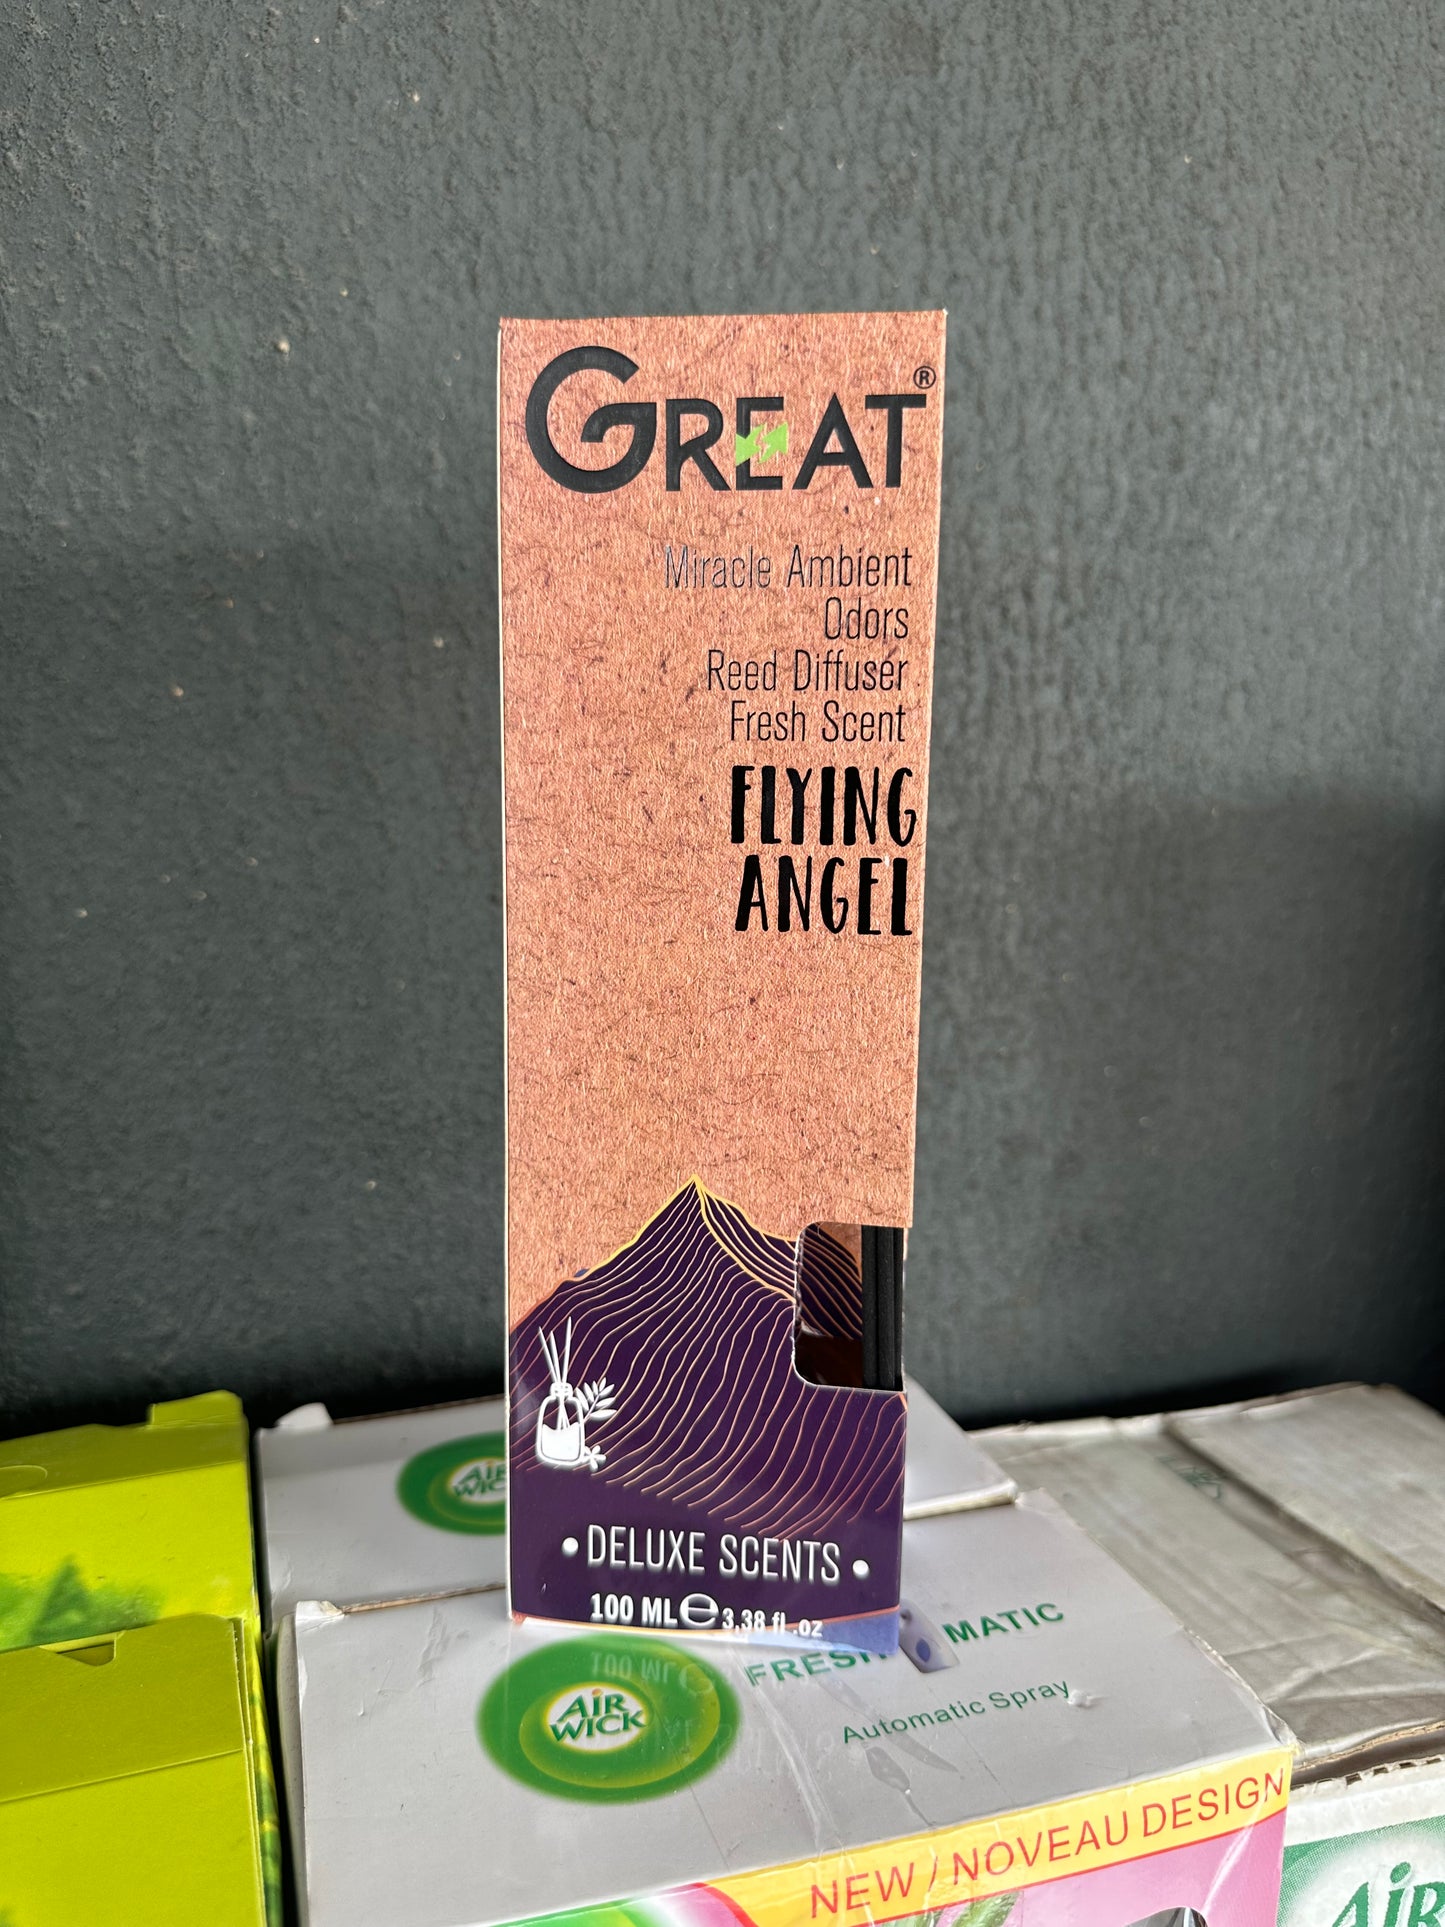 GREAT®
Miracle Ambient
Odors
Reed Diffuser
Fresh Scent
FLYING
ANGEL
• DELUXE SCENTS •
100 ML ℮ 3,38 fl .oz
AiR
WICK
FRESH MATIC
Automatic Spray
AiR
WICK
NEW / NOVEAU DESIGN
AiR